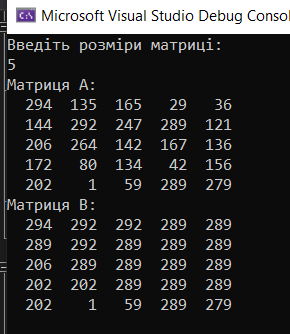 Microsoft Visual Studio Debug Consol
Введіть розміри матриці:
5
Матриця A:
294 135 165 29 36
144 292 247 289 121
206 264 142 167 136
172 80 134 42 156
202 1 59 289 279
Матриця B:
294 292 292 289 289
289 292 289 289 289
206 289 289 289 289
202 202 289 289 289
202 1 59 289 279